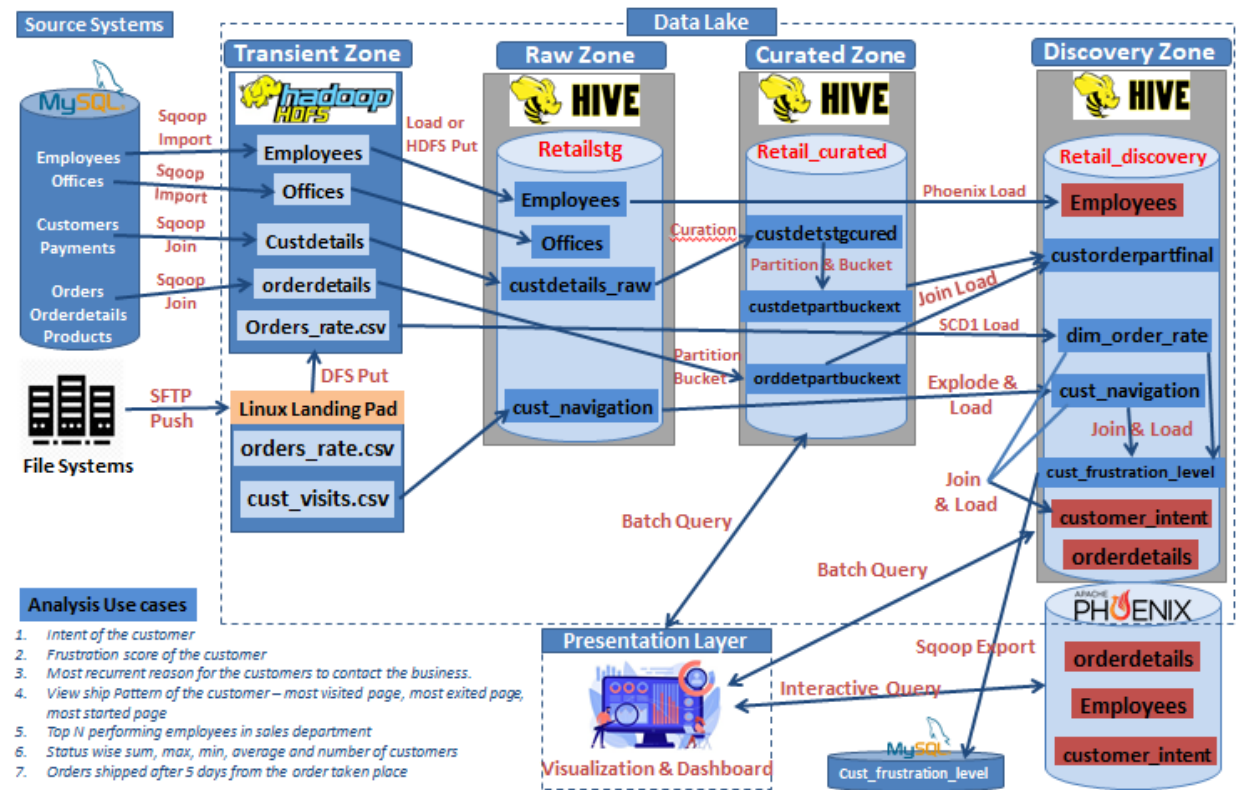 Source Systems
Data Lake
Transient Zone
Raw Zone
Curated Zone
Discovery Zone
MySQL
hadoop
HDFS
HIVE
HIVE
HIVE
Sqoop
Import
Load or
HDFS Put
Retailstg
Retail_curated
Retail_discovery
Employees
Offices
Employees
Sqoop
Import
Offices
Employees
Phoenix Load
Employees
Customers
Payments
Sqoop
Join
Custdetails
Offices
Curation
custdetstgcured
Partition & Bucket
custorderpartfinal
Orders
Orderdetails
Products
Sqoop
Join
orderdetails
custdetails_raw
custdetpartbuckext
Join Load
Orders_rate.csv
SCD1 Load
dim_order_rate
DFS Put
Partition
Bucket
orddetpartbuckext
Explode &
Load
cust_navigation
SFTP
Push
Linux Landing Pad
cust_navigation
Join & Load
File Systems
orders_rate.csv
cust_visits.csv
cust_frustration_level
Join
& Load
customer_intent
orderdetails
Batch Query
Batch Query
APACHE
PHOENIX
Analysis Use cases
1. Intent of the customer
2. Frustration score of the customer
3. Most recurrent reason for the customers to contact the business.
4. View ship Pattern of the customer – most visited page, most exited page,
most started page
5. Top N performing employees in sales department
6. Status wise sum, max, min, average and number of customers
7. Orders shipped after 5 days from the order taken place
Presentation Layer
Sqoop Export
Interactive Query
Visualization & Dashboard
MySQL
Cust_frustration_level
orderdetails
Employees
customer_intent